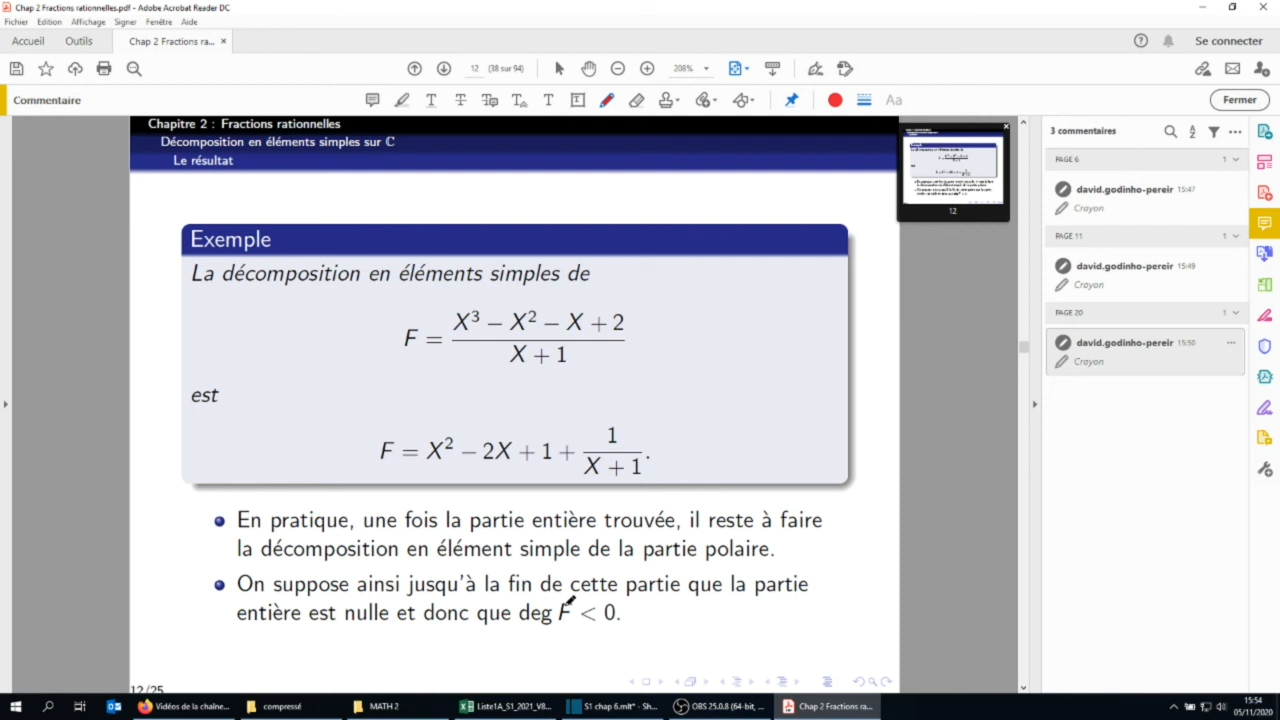 Chap 2 Fractions rationnelles.pdf - Adobe Acrobat Reader DC
Fichier Edition Affichage Signer Fenêtre Aide
Accueil Outils Chap 2 Fractions ra... × Se connecter
12 (38 sur 94) 208%
Commentaire Aa Fermer
Chapitre 2 : Fractions rationnelles
Décomposition en éléments simples sur ℂ
Le résultat
Exemple
La décomposition en éléments simples de
F = (X³ − X² − X + 2) / (X + 1)
est
F = X² − 2X + 1 + 1 / (X + 1).
En pratique, une fois la partie entière trouvée, il reste à faire
la décomposition en élément simple de la partie polaire.
On suppose ainsi jusqu'à la fin de cette partie que la partie
entière est nulle et donc que deg F < 0.
12/25
12
3 commentaires
PAGE 6 1
david.godinho-pereir 15:47
Crayon
PAGE 11 1
david.godinho-pereir 15:49
Crayon
PAGE 20 1
david.godinho-pereir 15:50
Crayon
Vidéos de la chaîne... compressé MATH 2 Liste1A_S1_2021_V8... S1 chap 6.mlt* - Sh... OBS 25.0.8 (64-bit, ... Chap 2 Fractions ra...
15:54
05/11/2020